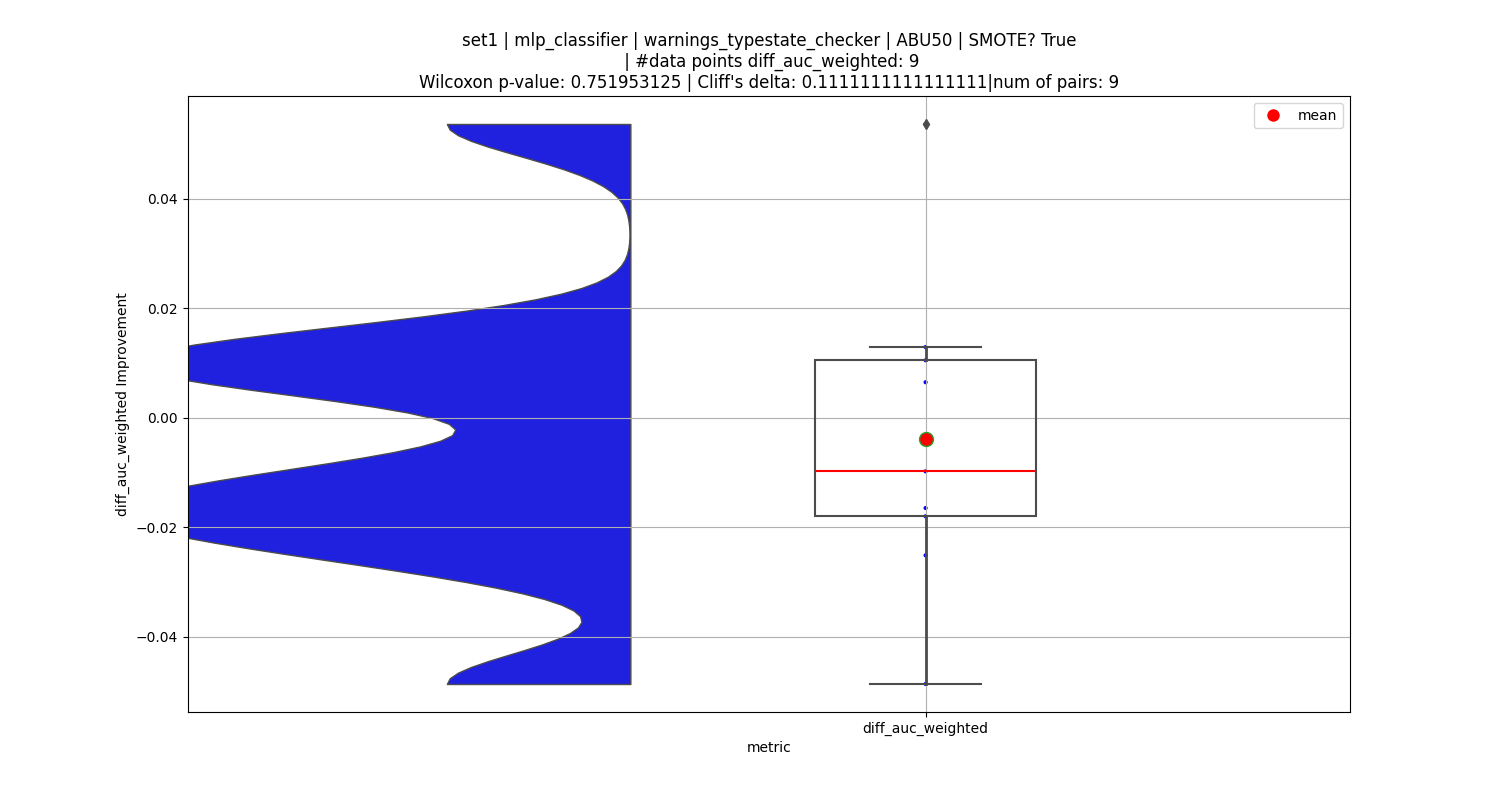 set1 | mlp_classifier | warnings_typestate_checker | ABU50 | SMOTE? True
| #data points diff_auc_weighted: 9
Wilcoxon p-value: 0.751953125 | Cliff's delta: 0.1111111111111111|num of pairs: 9
mean
0.04
0.02
0.00
−0.02
−0.04
diff_auc_weighted Improvement
diff_auc_weighted
metric